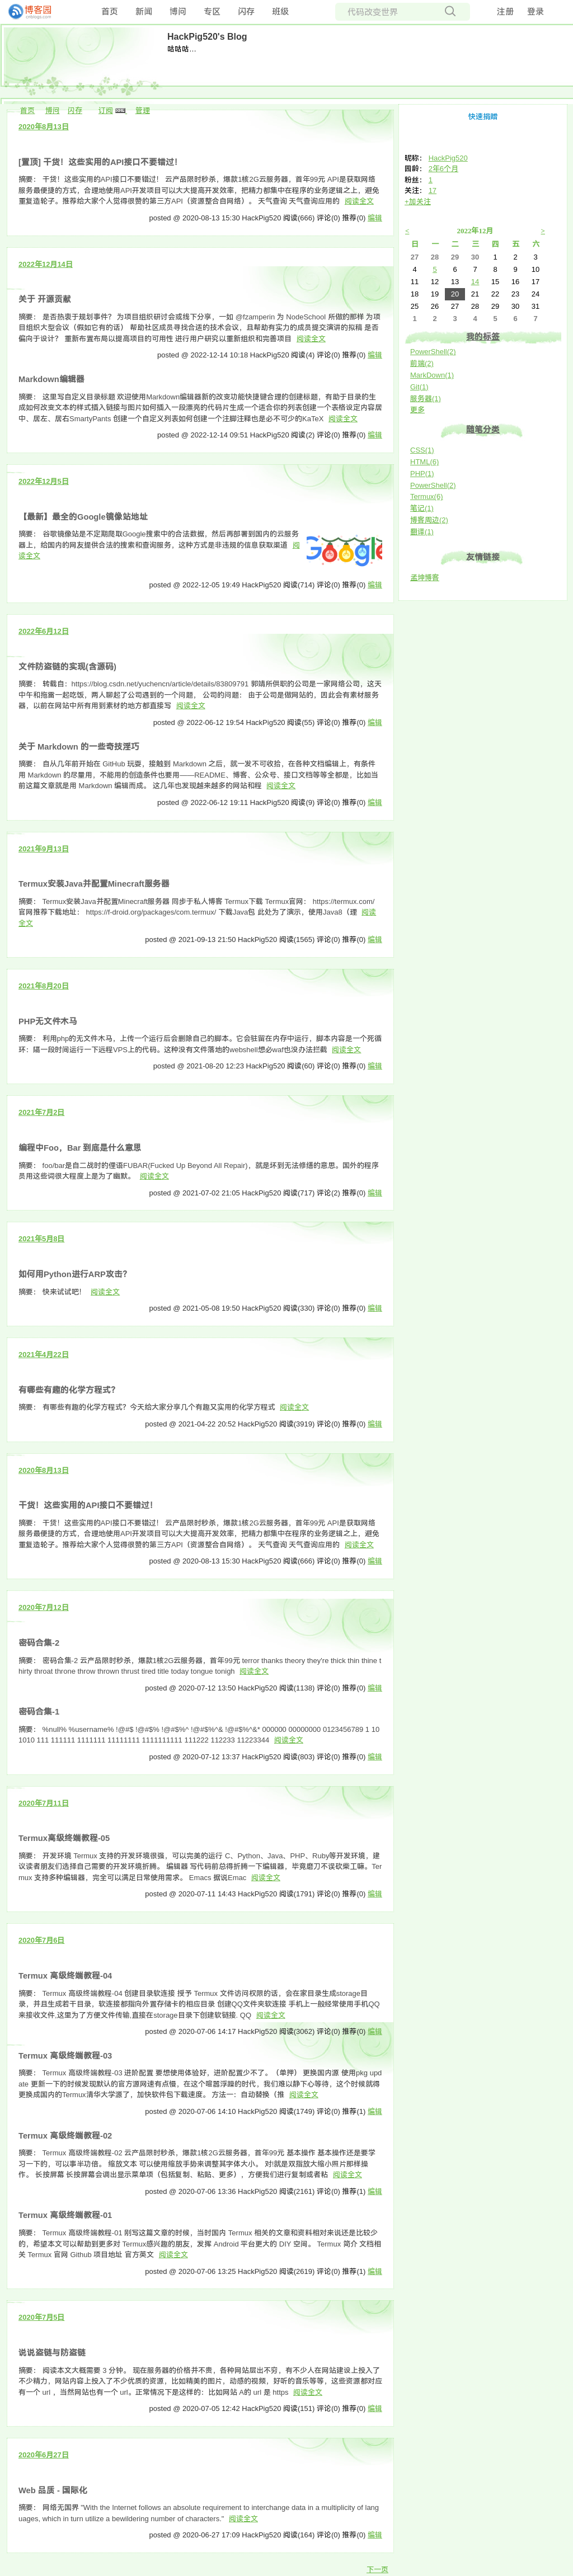 博客园
cnblogs.com
首页 新闻 博问 专区 闪存 班级
代码改变世界
注册 登录
HackPig520's Blog
咕咕咕…
首页 博问 闪存 订阅 管理
2020年8月13日
[置顶] 干货！这些实用的API接口不要错过！
摘要： 干货！这些实用的API接口不要错过！ 云产品限时秒杀，爆款1核2G云服务器，首年99元 API是获取网络
服务最便捷的方式，合理地使用API开发项目可以大大提高开发效率，把精力都集中在程序的业务逻辑之上，避免
重复造轮子。推荐给大家个人觉得很赞的第三方API（资源整合自网络）。 天气查询 天气查询应用的 阅读全文
posted @ 2020-08-13 15:30 HackPig520 阅读(666) 评论(0) 推荐(0) 编辑
2022年12月14日
关于 开源贡献
摘要： 是否热衷于规划事件？ 为项目组织研讨会或线下分享，一如 @fzamperin 为 NodeSchool 所做的那样 为项
目组织大型会议（假如它有的话） 帮助社区成员寻找合适的技术会议，且帮助有实力的成员提交演讲的拟稿 是否
偏向于设计？ 重新布置布局以提高项目的可用性 进行用户研究以重新组织和完善项目 阅读全文
posted @ 2022-12-14 10:18 HackPig520 阅读(4) 评论(0) 推荐(0) 编辑
Markdown编辑器
摘要： 这里写自定义目录标题 欢迎使用Markdown编辑器新的改变功能快捷键合理的创建标题，有助于目录的生
成如何改变文本的样式插入链接与图片如何插入一段漂亮的代码片生成一个适合你的列表创建一个表格设定内容居
中、居左、居右SmartyPants 创建一个自定义列表如何创建一个注脚注释也是必不可少的KaTeX 阅读全文
posted @ 2022-12-14 09:51 HackPig520 阅读(2) 评论(0) 推荐(0) 编辑
2022年12月5日
【最新】最全的Google镜像站地址
摘要： 谷歌镜像站是不定期爬取Google搜索中的合法数据，然后再部署到国内的云服务
器上，给国内的网友提供合法的搜索和查询服务，这种方式是非违规的信息获取渠道 阅
读全文
posted @ 2022-12-05 19:49 HackPig520 阅读(714) 评论(0) 推荐(0) 编辑
2022年6月12日
文件防盗链的实现(含源码)
摘要： 转载自：https://blog.csdn.net/yuchencn/article/details/83809791 郭靖所供职的公司是一家网络公司，这天
中午和拖雷一起吃饭，两人聊起了公司遇到的一个问题， 公司的问题： 由于公司是做网站的，因此会有素材服务
器，以前在网站中所有用到素材的地方都直接写 阅读全文
posted @ 2022-06-12 19:54 HackPig520 阅读(55) 评论(0) 推荐(0) 编辑
关于 Markdown 的一些奇技淫巧
摘要： 自从几年前开始在 GitHub 玩耍，接触到 Markdown 之后，就一发不可收拾，在各种文档编辑上，有条件
用 Markdown 的尽量用，不能用的创造条件也要用——README、博客、公众号、接口文档等等全都是，比如当
前这篇文章就是用 Markdown 编辑而成。 这几年也发现越来越多的网站和程 阅读全文
posted @ 2022-06-12 19:11 HackPig520 阅读(9) 评论(0) 推荐(0) 编辑
2021年9月13日
Termux安装Java并配置Minecraft服务器
摘要： Termux安装Java并配置Minecraft服务器 同步于私人博客 Termux下载 Termux官网： https://termux.com/
官网推荐下载地址： https://f-droid.org/packages/com.termux/ 下载Java包 此处为了演示，使用Java8（理 阅读
全文
posted @ 2021-09-13 21:50 HackPig520 阅读(1565) 评论(0) 推荐(0) 编辑
2021年8月20日
PHP无文件木马
摘要： 利用php的无文件木马，上传一个运行后会删除自己的脚本。它会驻留在内存中运行，脚本内容是一个死循
环：隔一段时间运行一下远程VPS上的代码。这种没有文件落地的webshell想必waf也没办法拦截 阅读全文
posted @ 2021-08-20 12:23 HackPig520 阅读(60) 评论(0) 推荐(0) 编辑
2021年7月2日
编程中Foo，Bar 到底是什么意思
摘要： foo/bar是自二战时的俚语FUBAR(Fucked Up Beyond All Repair)，就是坏到无法修缮的意思。国外的程序
员用这些词很大程度上是为了幽默。 阅读全文
posted @ 2021-07-02 21:05 HackPig520 阅读(717) 评论(2) 推荐(0) 编辑
2021年5月8日
如何用Python进行ARP攻击？
摘要： 快来试试吧！ 阅读全文
posted @ 2021-05-08 19:50 HackPig520 阅读(330) 评论(0) 推荐(0) 编辑
2021年4月22日
有哪些有趣的化学方程式？
摘要： 有哪些有趣的化学方程式？今天给大家分享几个有趣又实用的化学方程式 阅读全文
posted @ 2021-04-22 20:52 HackPig520 阅读(3919) 评论(0) 推荐(0) 编辑
2020年8月13日
干货！这些实用的API接口不要错过！
摘要： 干货！这些实用的API接口不要错过！ 云产品限时秒杀，爆款1核2G云服务器，首年99元 API是获取网络
服务最便捷的方式，合理地使用API开发项目可以大大提高开发效率，把精力都集中在程序的业务逻辑之上，避免
重复造轮子。推荐给大家个人觉得很赞的第三方API（资源整合自网络）。 天气查询 天气查询应用的 阅读全文
posted @ 2020-08-13 15:30 HackPig520 阅读(666) 评论(0) 推荐(0) 编辑
2020年7月12日
密码合集-2
摘要： 密码合集-2 云产品限时秒杀，爆款1核2G云服务器，首年99元 terror thanks theory they're thick thin thine t
hirty throat throne throw thrown thrust tired title today tongue tonigh 阅读全文
posted @ 2020-07-12 13:50 HackPig520 阅读(1138) 评论(0) 推荐(0) 编辑
密码合集-1
摘要： %null% %username% !@#$ !@#$% !@#$%^ !@#$%^& !@#$%^&* 000000 00000000 0123456789 1 10
1010 111 111111 1111111 11111111 1111111111 111222 112233 11223344 阅读全文
posted @ 2020-07-12 13:37 HackPig520 阅读(803) 评论(0) 推荐(0) 编辑
2020年7月11日
Termux高级终端教程-05
摘要： 开发环境 Termux 支持的开发环境很强，可以完美的运行 C、Python、Java、PHP、Ruby等开发环境，建
议读者朋友们选择自己需要的开发环境折腾。 编辑器 写代码前总得折腾一下编辑器，毕竟磨刀不误砍柴工嘛。Ter
mux 支持多种编辑器，完全可以满足日常使用需求。 Emacs 据说Emac 阅读全文
posted @ 2020-07-11 14:43 HackPig520 阅读(1791) 评论(0) 推荐(0) 编辑
2020年7月6日
Termux 高级终端教程-04
摘要： Termux 高级终端教程-04 创建目录软连接 授予 Termux 文件访问权限的话，会在家目录生成storage目
录，并且生成若干目录，软连接都指向外置存储卡的相应目录 创建QQ文件夹软连接 手机上一般经常使用手机QQ
来接收文件,这里为了方便文件传输,直接在storage目录下创建软链接. QQ 阅读全文
posted @ 2020-07-06 14:17 HackPig520 阅读(3062) 评论(0) 推荐(0) 编辑
Termux 高级终端教程-03
摘要： Termux 高级终端教程-03 进阶配置 要想使用体验好，进阶配置少不了。（单押） 更换国内源 使用pkg upd
ate 更新一下的时候发现默认的官方源网速有点慢，在这个喧嚣浮躁的时代，我们难以静下心等待，这个时候就得
更换成国内的Termux清华大学源了，加快软件包下载速度。 方法一：自动替换（推 阅读全文
posted @ 2020-07-06 14:10 HackPig520 阅读(1749) 评论(0) 推荐(1) 编辑
Termux 高级终端教程-02
摘要： Termux 高级终端教程-02 云产品限时秒杀，爆款1核2G云服务器，首年99元 基本操作 基本操作还是要学
习一下的，可以事半功倍。 缩放文本 可以使用缩放手势来调整其字体大小。 对!就是双指放大缩小照片那样操
作。 长按屏幕 长按屏幕会调出显示菜单项（包括复制、粘贴、更多），方便我们进行复制或者粘 阅读全文
posted @ 2020-07-06 13:36 HackPig520 阅读(2161) 评论(0) 推荐(1) 编辑
Termux 高级终端教程-01
摘要： Termux 高级终端教程-01 刚写这篇文章的时候，当时国内 Termux 相关的文章和资料相对来说还是比较少
的，希望本文可以帮助到更多对 Termux感兴趣的朋友，发挥 Android 平台更大的 DIY 空间。 Termux 简介 文档相
关 Termux 官网 Github 项目地址 官方英文 阅读全文
posted @ 2020-07-06 13:25 HackPig520 阅读(2619) 评论(0) 推荐(1) 编辑
2020年7月5日
说说盗链与防盗链
摘要： 阅读本文大概需要 3 分钟。 现在服务器的价格并不贵，各种网站层出不穷，有不少人在网站建设上投入了
不少精力，网站内容上投入了不少优质的资源，比如精美的图片，动感的视频，好听的音乐等等，这些资源都对应
有一个 url ，当然网站也有一个 url。正常情况下是这样的：比如网站 A的 url 是 https 阅读全文
posted @ 2020-07-05 12:42 HackPig520 阅读(151) 评论(0) 推荐(0) 编辑
2020年6月27日
Web 品质 - 国际化
摘要： 网络无国界 "With the Internet follows an absolute requirement to interchange data in a multiplicity of lang
uages, which in turn utilize a bewildering number of characters." 阅读全文
posted @ 2020-06-27 17:09 HackPig520 阅读(164) 评论(0) 推荐(0) 编辑
下一页
快速捐赠
昵称： HackPig520
园龄： 2年6个月
粉丝： 1
关注： 17
+加关注
< 2022年12月 >
日 一 二 三 四 五 六
27 28 29 30 1 2 3
4 5 6 7 8 9 10
11 12 13 14 15 16 17
18 19 20 21 22 23 24
25 26 27 28 29 30 31
1 2 3 4 5 6 7
我的标签
PowerShell(2)
前端(2)
MarkDown(1)
Git(1)
服务器(1)
更多
随笔分类
CSS(1)
HTML(6)
PHP(1)
PowerShell(2)
Termux(6)
笔记(1)
博客周边(2)
翻译(1)
友情链接
孟坤博客